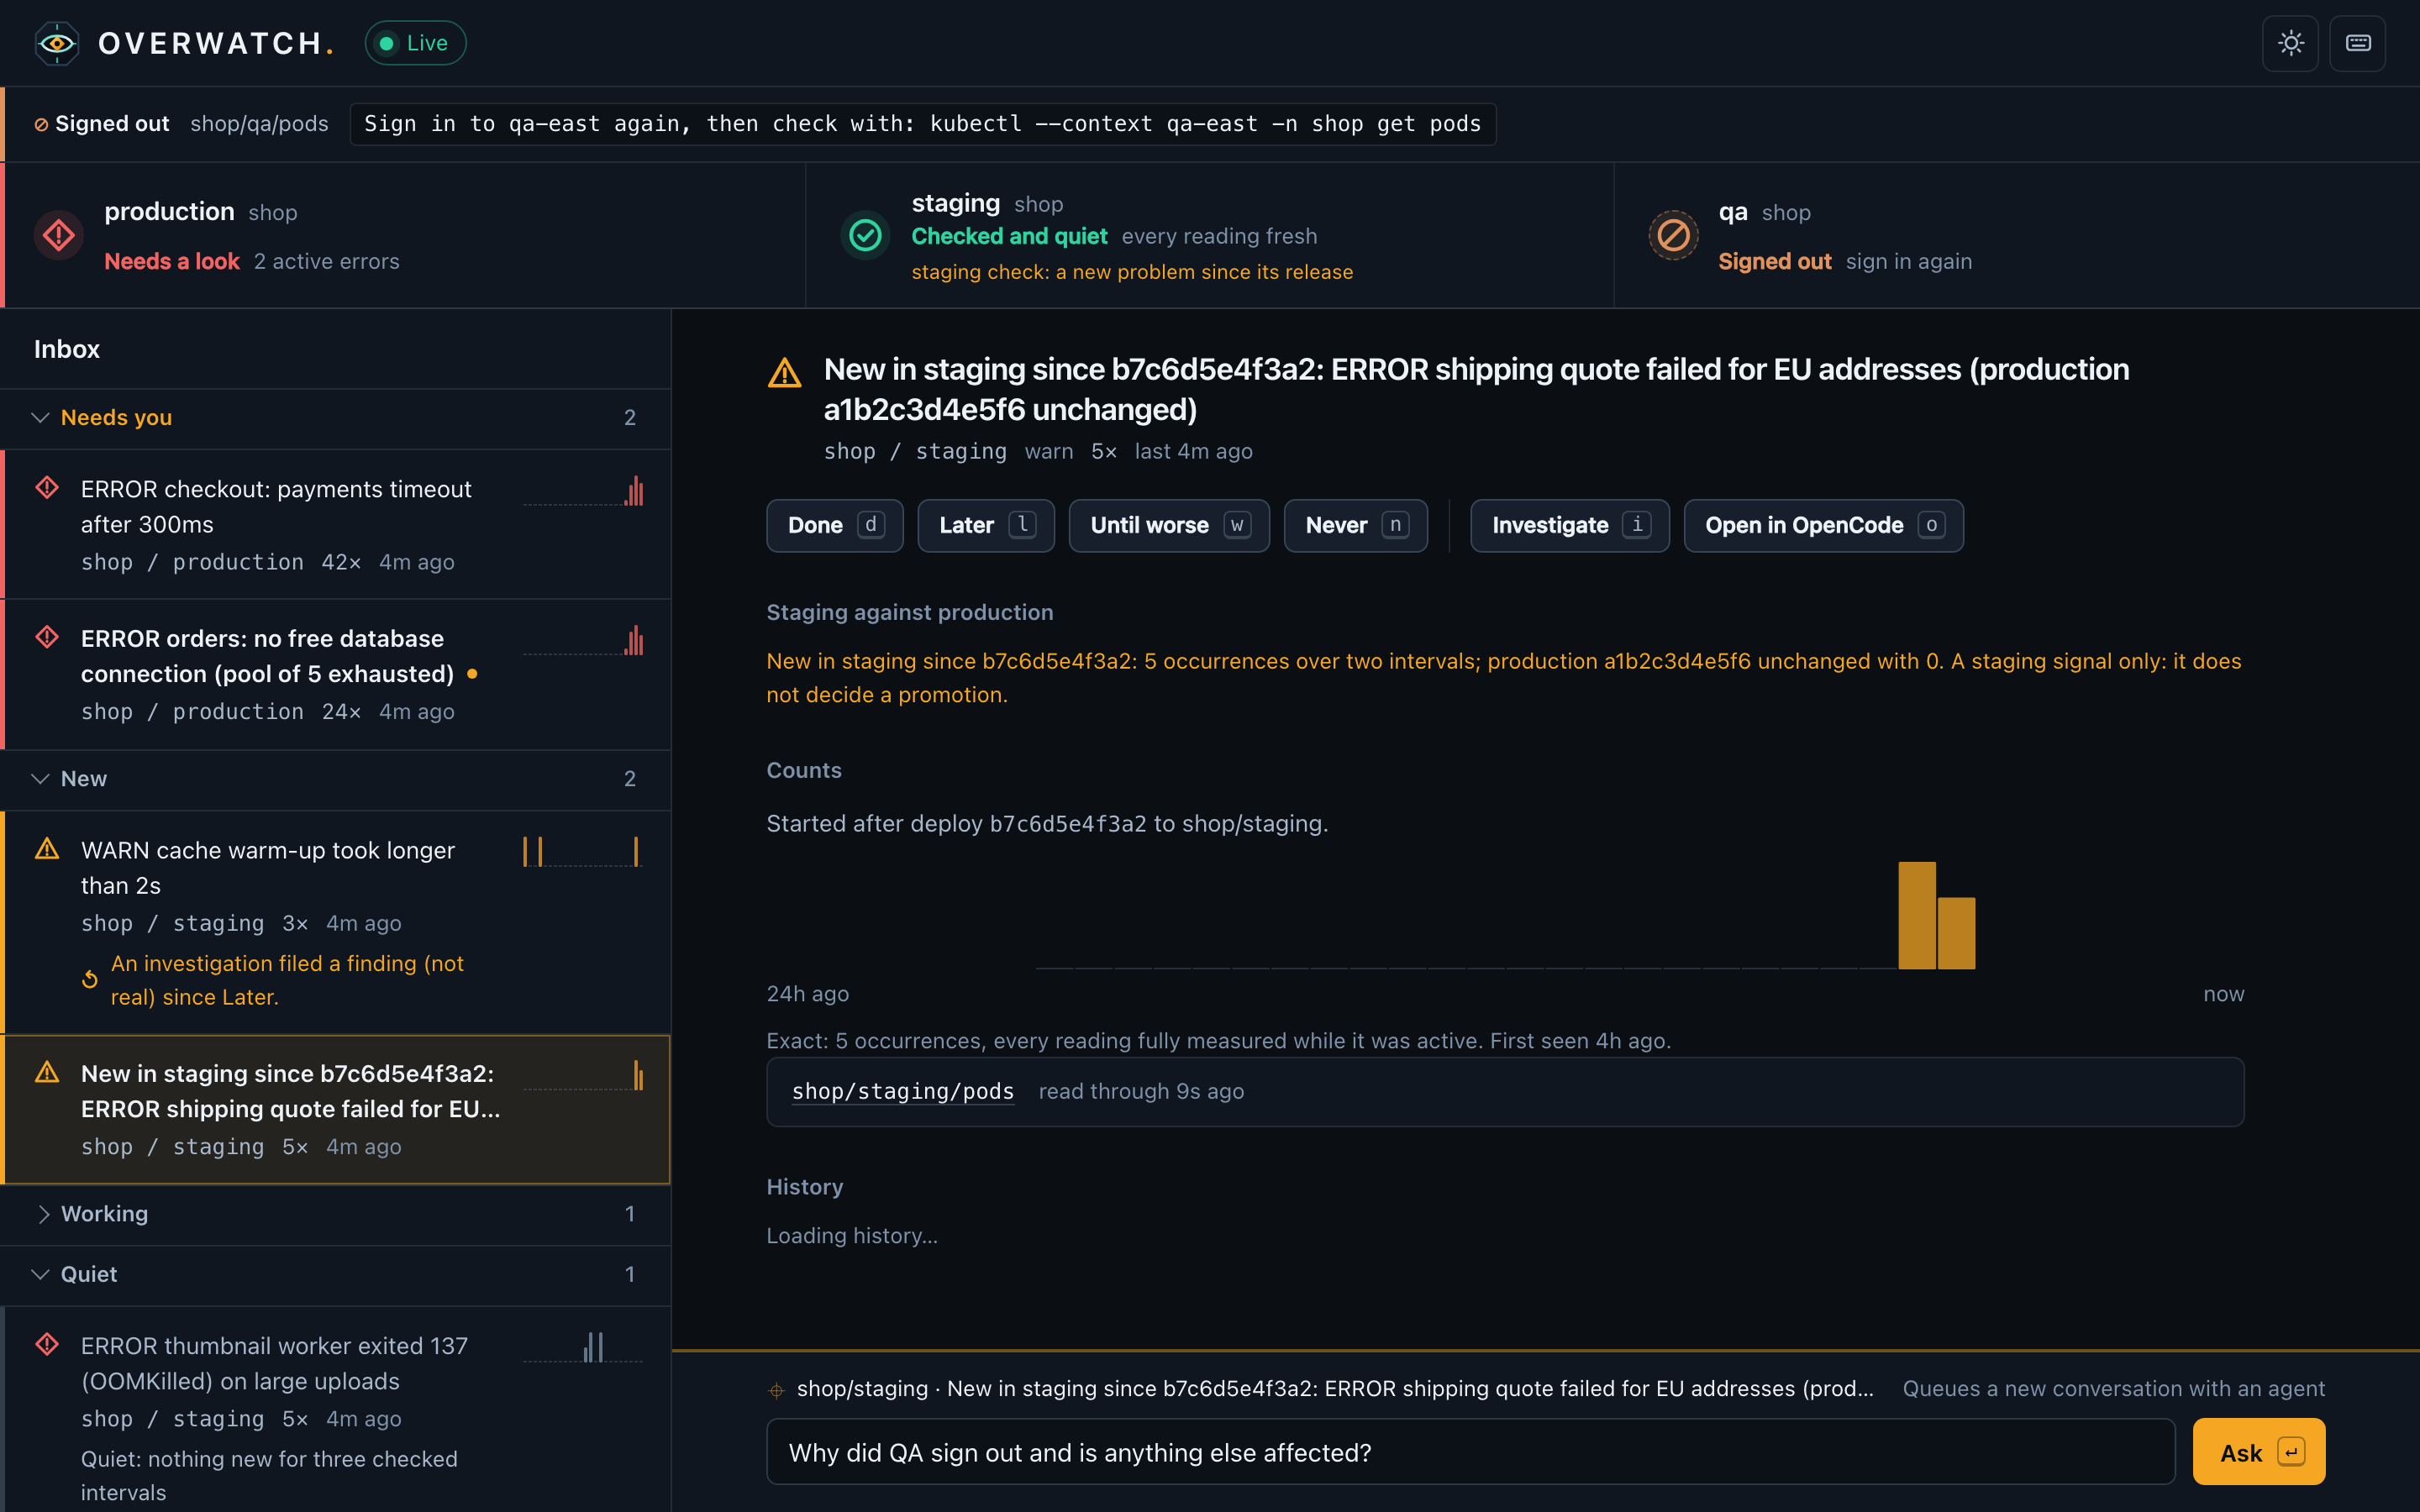 OVERWATCH.
Live
Signed out shop/qa/pods Sign in to qa-east again, then check with: kubectl --context qa-east -n shop get pods
production shop
Needs a look 2 active errors
staging shop
Checked and quiet every reading fresh
staging check: a new problem since its release
qa shop
Signed out sign in again
Inbox
Needs you 2
ERROR checkout: payments timeout
after 300ms
shop / production 42× 4m ago
ERROR orders: no free database
connection (pool of 5 exhausted)
shop / production 24× 4m ago
New 2
WARN cache warm-up took longer
than 2s
shop / staging 3× 4m ago
An investigation filed a finding (not
real) since Later.
New in staging since b7c6d5e4f3a2:
ERROR shipping quote failed for EU...
shop / staging 5× 4m ago
Working 1
Quiet 1
ERROR thumbnail worker exited 137
(OOMKilled) on large uploads
shop / staging 5× 4m ago
Quiet: nothing new for three checked
intervals
New in staging since b7c6d5e4f3a2: ERROR shipping quote failed for EU addresses (production
a1b2c3d4e5f6 unchanged)
shop / staging warn 5× last 4m ago
Done d Later l Until worse w Never n Investigate i Open in OpenCode o
Staging against production
New in staging since b7c6d5e4f3a2: 5 occurrences over two intervals; production a1b2c3d4e5f6 unchanged with 0. A staging signal only: it does
not decide a promotion.
Counts
Started after deploy b7c6d5e4f3a2 to shop/staging.
24h ago now
Exact: 5 occurrences, every reading fully measured while it was active. First seen 4h ago.
shop/staging/pods read through 9s ago
History
Loading history...
shop/staging · New in staging since b7c6d5e4f3a2: ERROR shipping quote failed for EU addresses (prod... Queues a new conversation with an agent
Why did QA sign out and is anything else affected?
Ask ↵